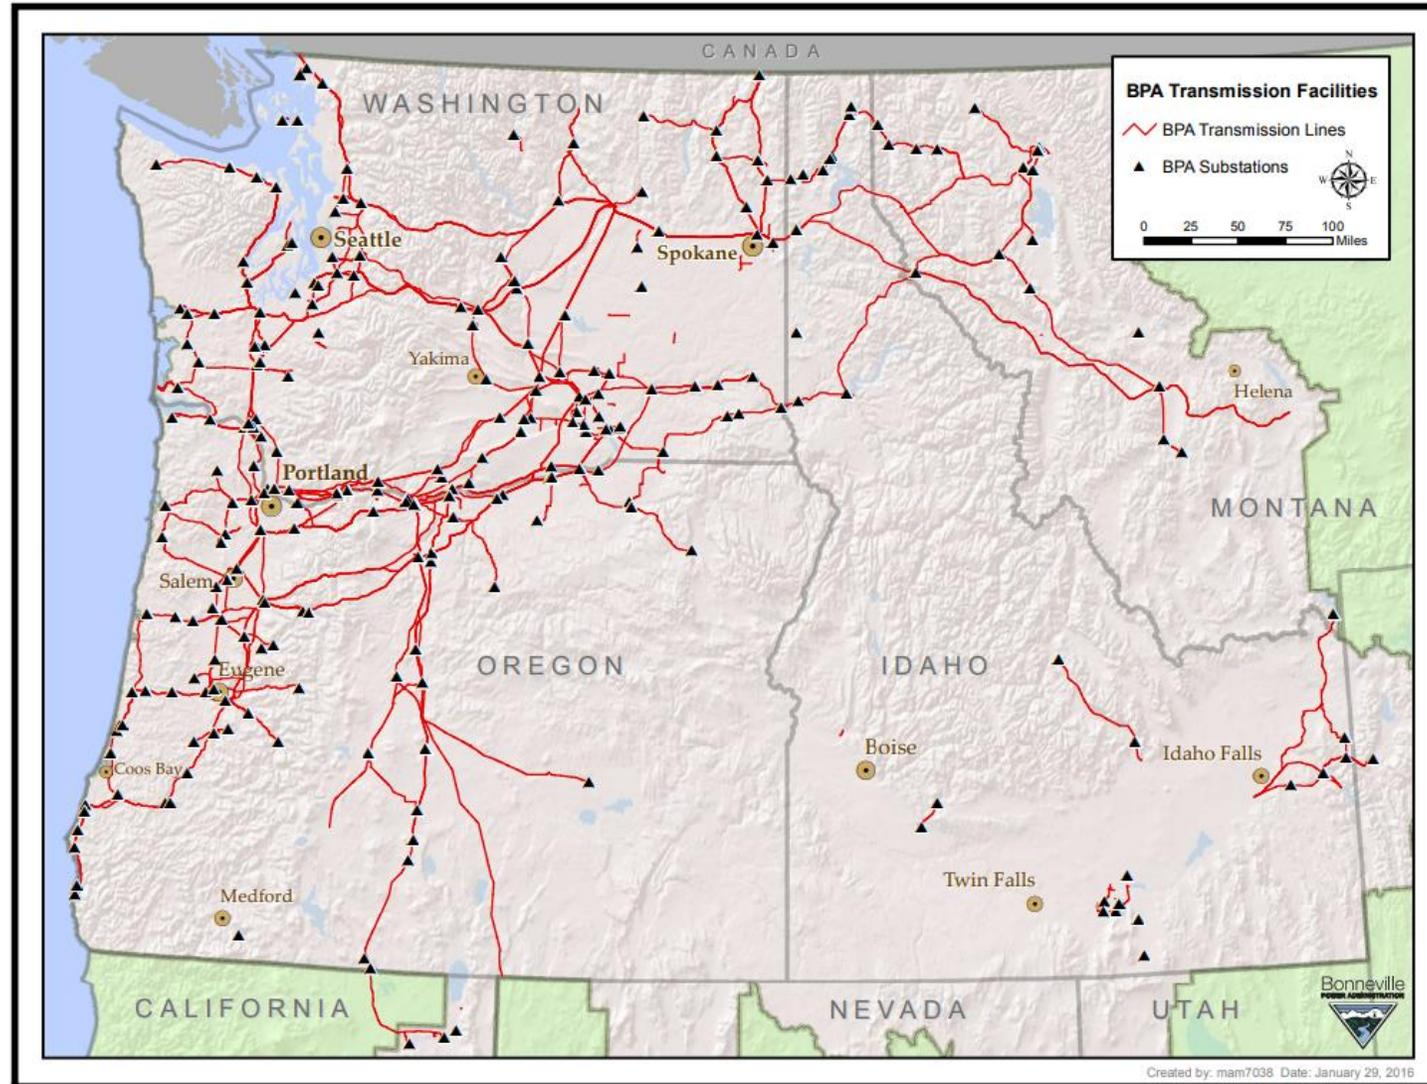 CANADA
WASHINGTON
BPA Transmission Facilities
BPA Transmission Lines
BPA Substations
N
W E
S
0 25 50 75 100
Miles
Seattle
Spokane
Yakima
Helena
Portland
MONTANA
Salem
OREGON
IDAHO
Eugene
Boise
Idaho Falls
Coos Bay
Twin Falls
Medford
CALIFORNIA
NEVADA
UTAH
Bonneville
POWER ADMINISTRATION
Created by: mam7038 Date: January 29, 2016